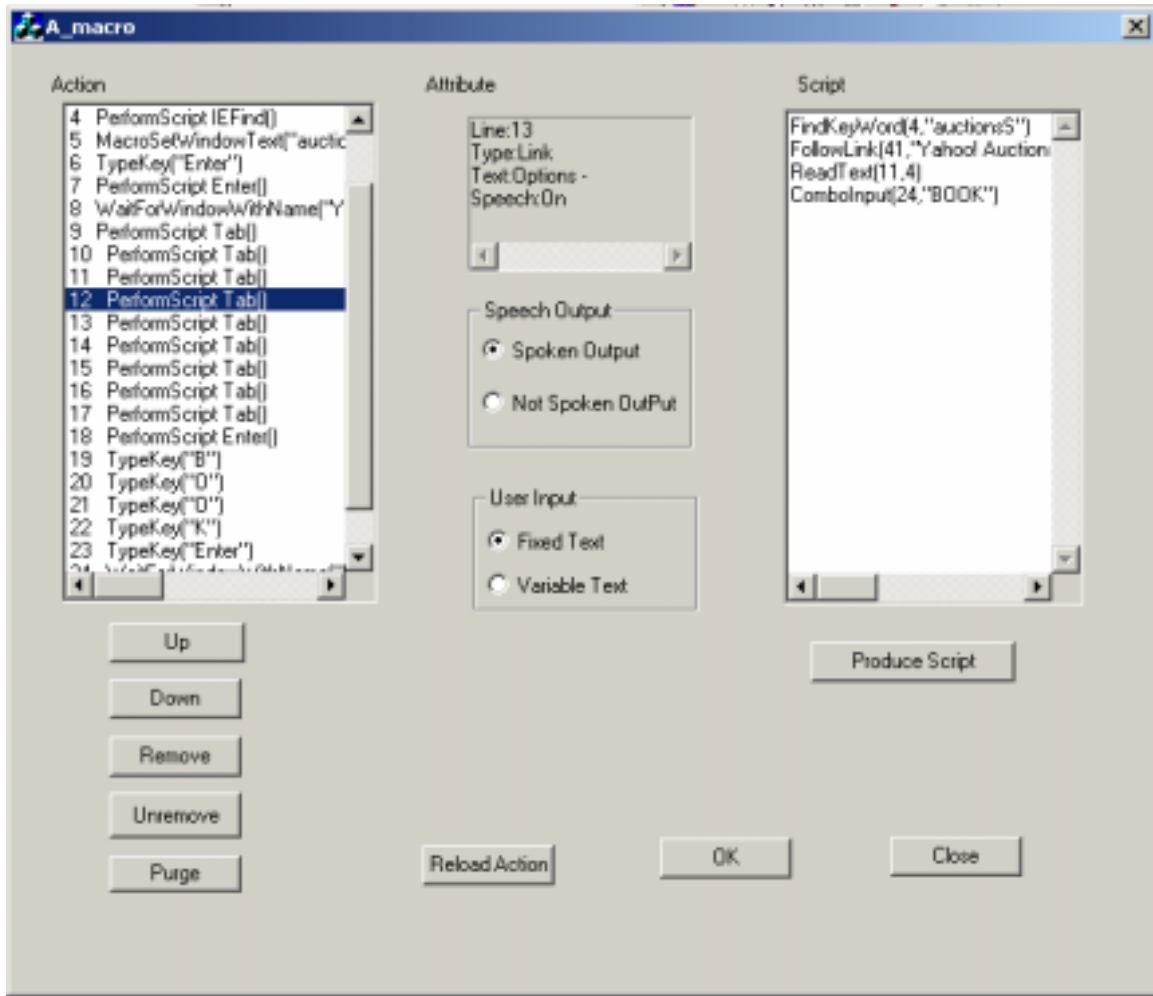 A_macro
Action
4 PerformScript IEFind()
5 MacroSetWindowText("auctic
6 TypeKey("Enter")
7 PerformScript Enter()
8 WaitForWindowWithName("Y
9 PerformScript Tab()
10 PerformScript Tab()
11 PerformScript Tab()
12 PerformScript Tab()
13 PerformScript Tab()
14 PerformScript Tab()
15 PerformScript Tab()
16 PerformScript Tab()
17 PerformScript Tab()
18 PerformScript Enter()
19 TypeKey("B")
20 TypeKey("O")
21 TypeKey("O")
22 TypeKey("K")
23 TypeKey("Enter")
24 WaitForWindowWithName("
Up
Down
Remove
Unremove
Purge
Attribute
Line:13
Type:Link
Text:Options -
Speech:On
Speech Output
Spoken Output
Not Spoken OutPut
User Input
Fixed Text
Variable Text
Script
FindKeyWord(4,"auctionsS")
FollowLink(41,"Yahoo! Auction
ReadText(11,4)
ComboInput(24,"BOOK")
Produce Script
Reload Action
OK
Close